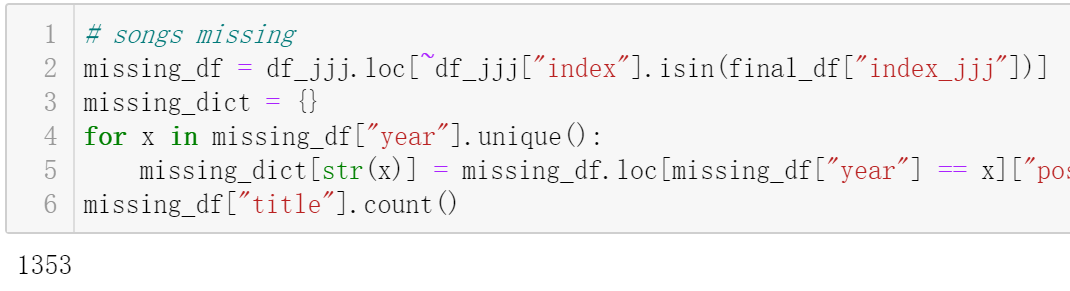 1 # songs missing
2 missing_df = df_jjj.loc[~df_jjj["index"].isin(final_df["index_jjj"])]
3 missing_dict = {}
4 for x in missing_df["year"].unique():
5     missing_dict[str(x)] = missing_df.loc[missing_df["year"] == x]["pos
6 missing_df["title"].count()
1353